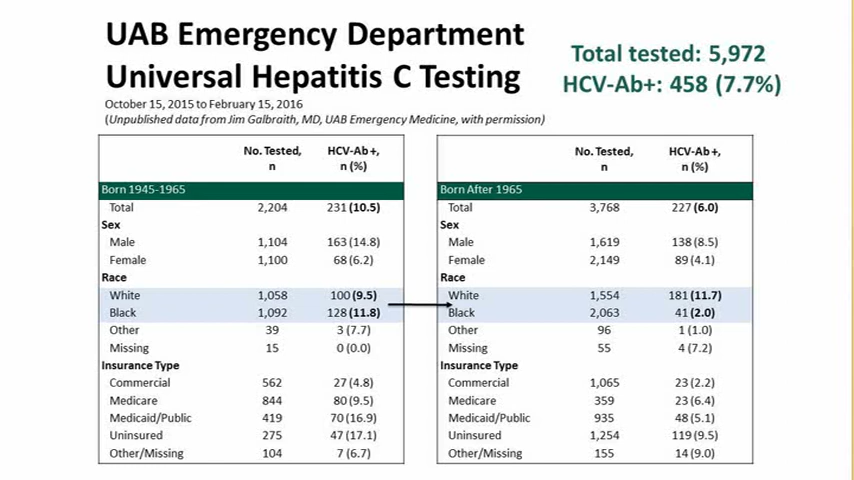 UAB Emergency Department
Universal Hepatitis C Testing
October 15, 2015 to February 15, 2016
(Unpublished data from Jim Galbraith, MD, UAB Emergency Medicine, with permission)
Total tested: 5,972
HCV-Ab+: 458 (7.7%)
No. Tested, n HCV-Ab+, n (%)
Born 1945-1965
Total 2,204 231 (10.5)
Sex
Male 1,104 163 (14.8)
Female 1,100 68 (6.2)
Race
White 1,058 100 (9.5)
Black 1,092 128 (11.8)
Other 39 3 (7.7)
Missing 15 0 (0.0)
Insurance Type
Commercial 562 27 (4.8)
Medicare 844 80 (9.5)
Medicaid/Public 419 70 (16.9)
Uninsured 275 47 (17.1)
Other/Missing 104 7 (6.7)
No. Tested, n HCV-Ab+, n (%)
Born After 1965
Total 3,768 227 (6.0)
Sex
Male 1,619 138 (8.5)
Female 2,149 89 (4.1)
Race
White 1,554 181 (11.7)
Black 2,063 41 (2.0)
Other 96 1 (1.0)
Missing 55 4 (7.2)
Insurance Type
Commercial 1,065 23 (2.2)
Medicare 359 23 (6.4)
Medicaid/Public 935 48 (5.1)
Uninsured 1,254 119 (9.5)
Other/Missing 155 14 (9.0)